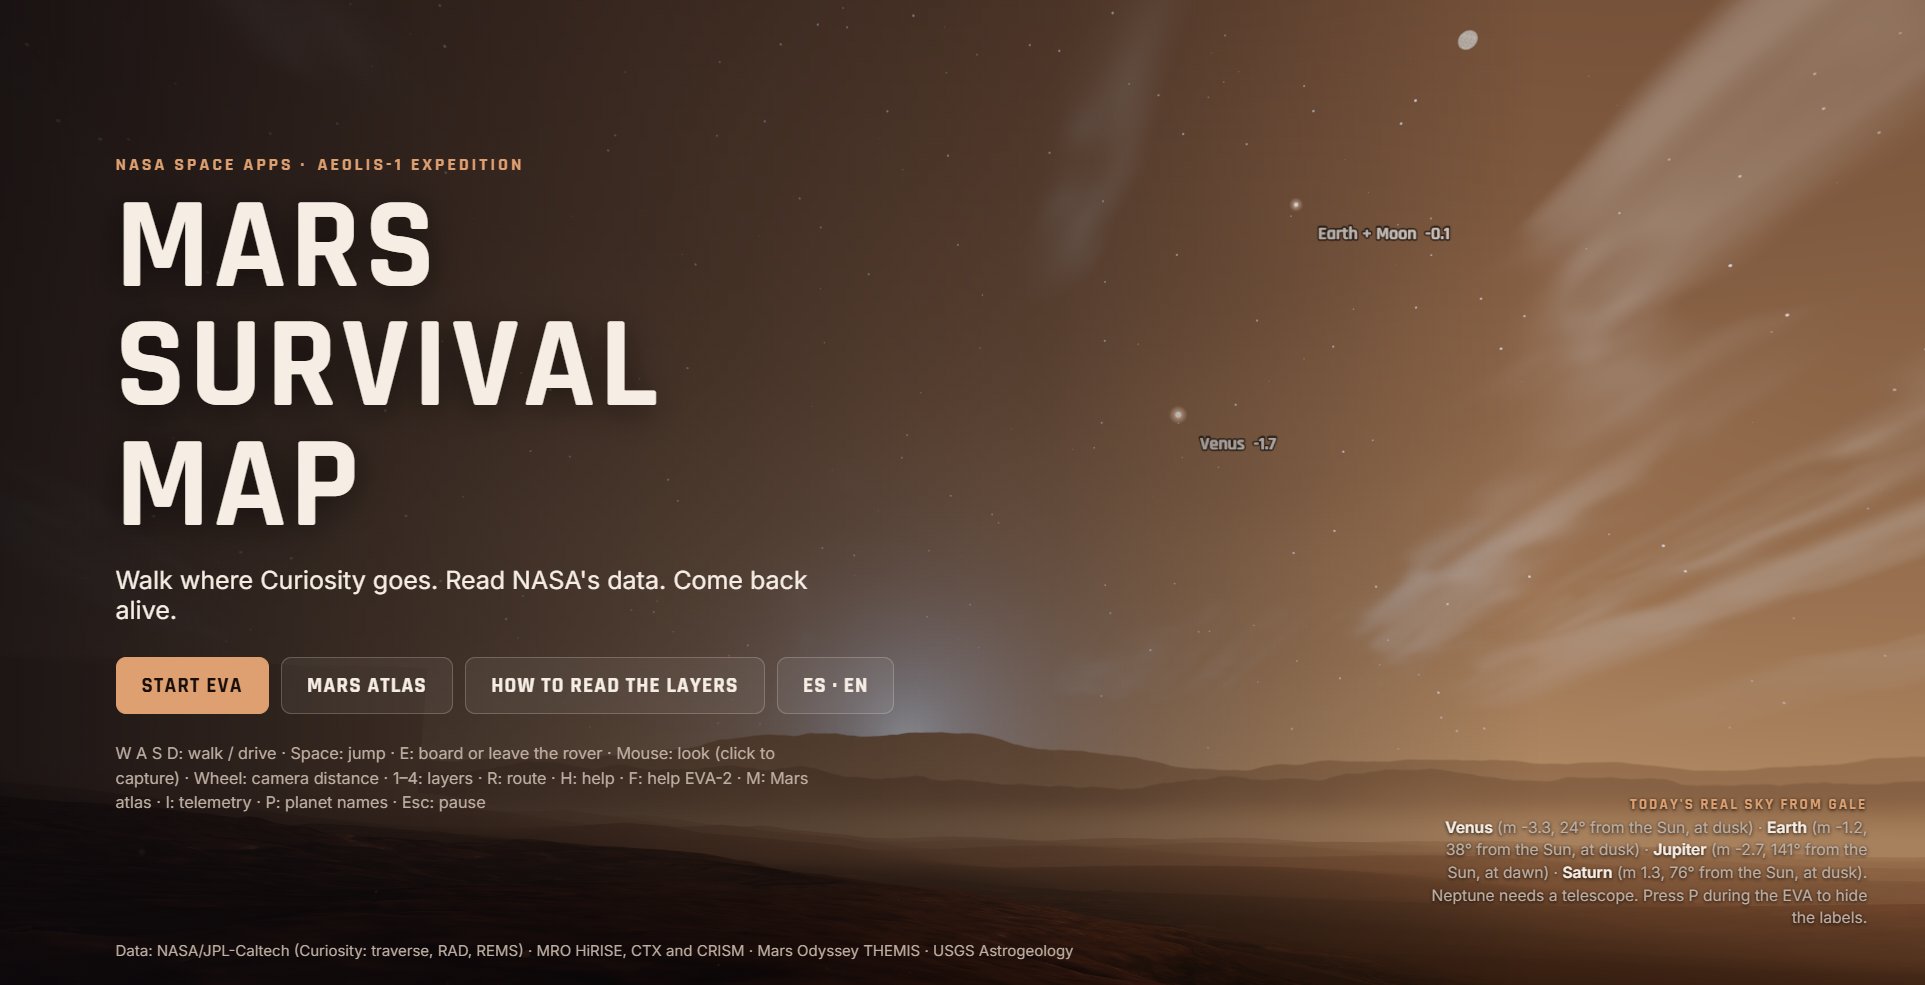 NASA SPACE APPS · AEOLIS-1 EXPEDITION
MARS
SURVIVAL
MAP
Walk where Curiosity goes. Read NASA's data. Come back
alive.
START EVA
MARS ATLAS
HOW TO READ THE LAYERS
ES · EN
W A S D: walk / drive · Space: jump · E: board or leave the rover · Mouse: look (click to
capture) · Wheel: camera distance · 1–4: layers · R: route · H: help · F: help EVA-2 · M: Mars
atlas · I: telemetry · P: planet names · Esc: pause
Earth + Moon -0.1
Venus -1.7
TODAY'S REAL SKY FROM GALE
Venus (m -3.3, 24° from the Sun, at dusk) · Earth (m -1.2,
38° from the Sun, at dusk) · Jupiter (m -2.7, 141° from the
Sun, at dawn) · Saturn (m 1.3, 76° from the Sun, at dusk).
Neptune needs a telescope. Press P during the EVA to hide
the labels.
Data: NASA/JPL-Caltech (Curiosity: traverse, RAD, REMS) · MRO HiRISE, CTX and CRISM · Mars Odyssey THEMIS · USGS Astrogeology